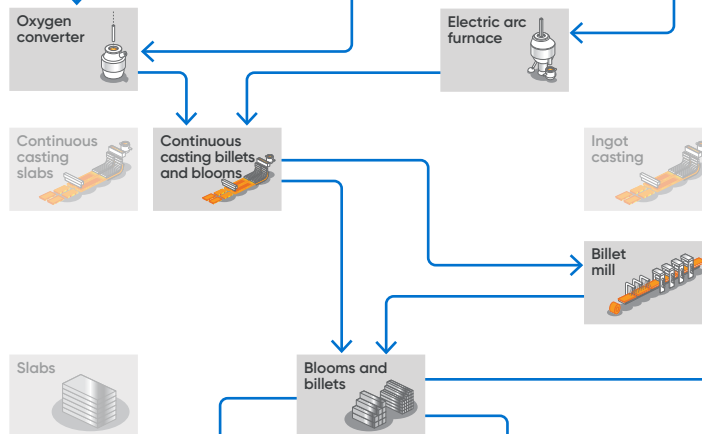 Oxygen
converter
Electric arc
furnace
Continuous
casting
slabs
Continuous
casting billets
and blooms
Ingot
casting
Billet
mill
Slabs
Blooms and
billets